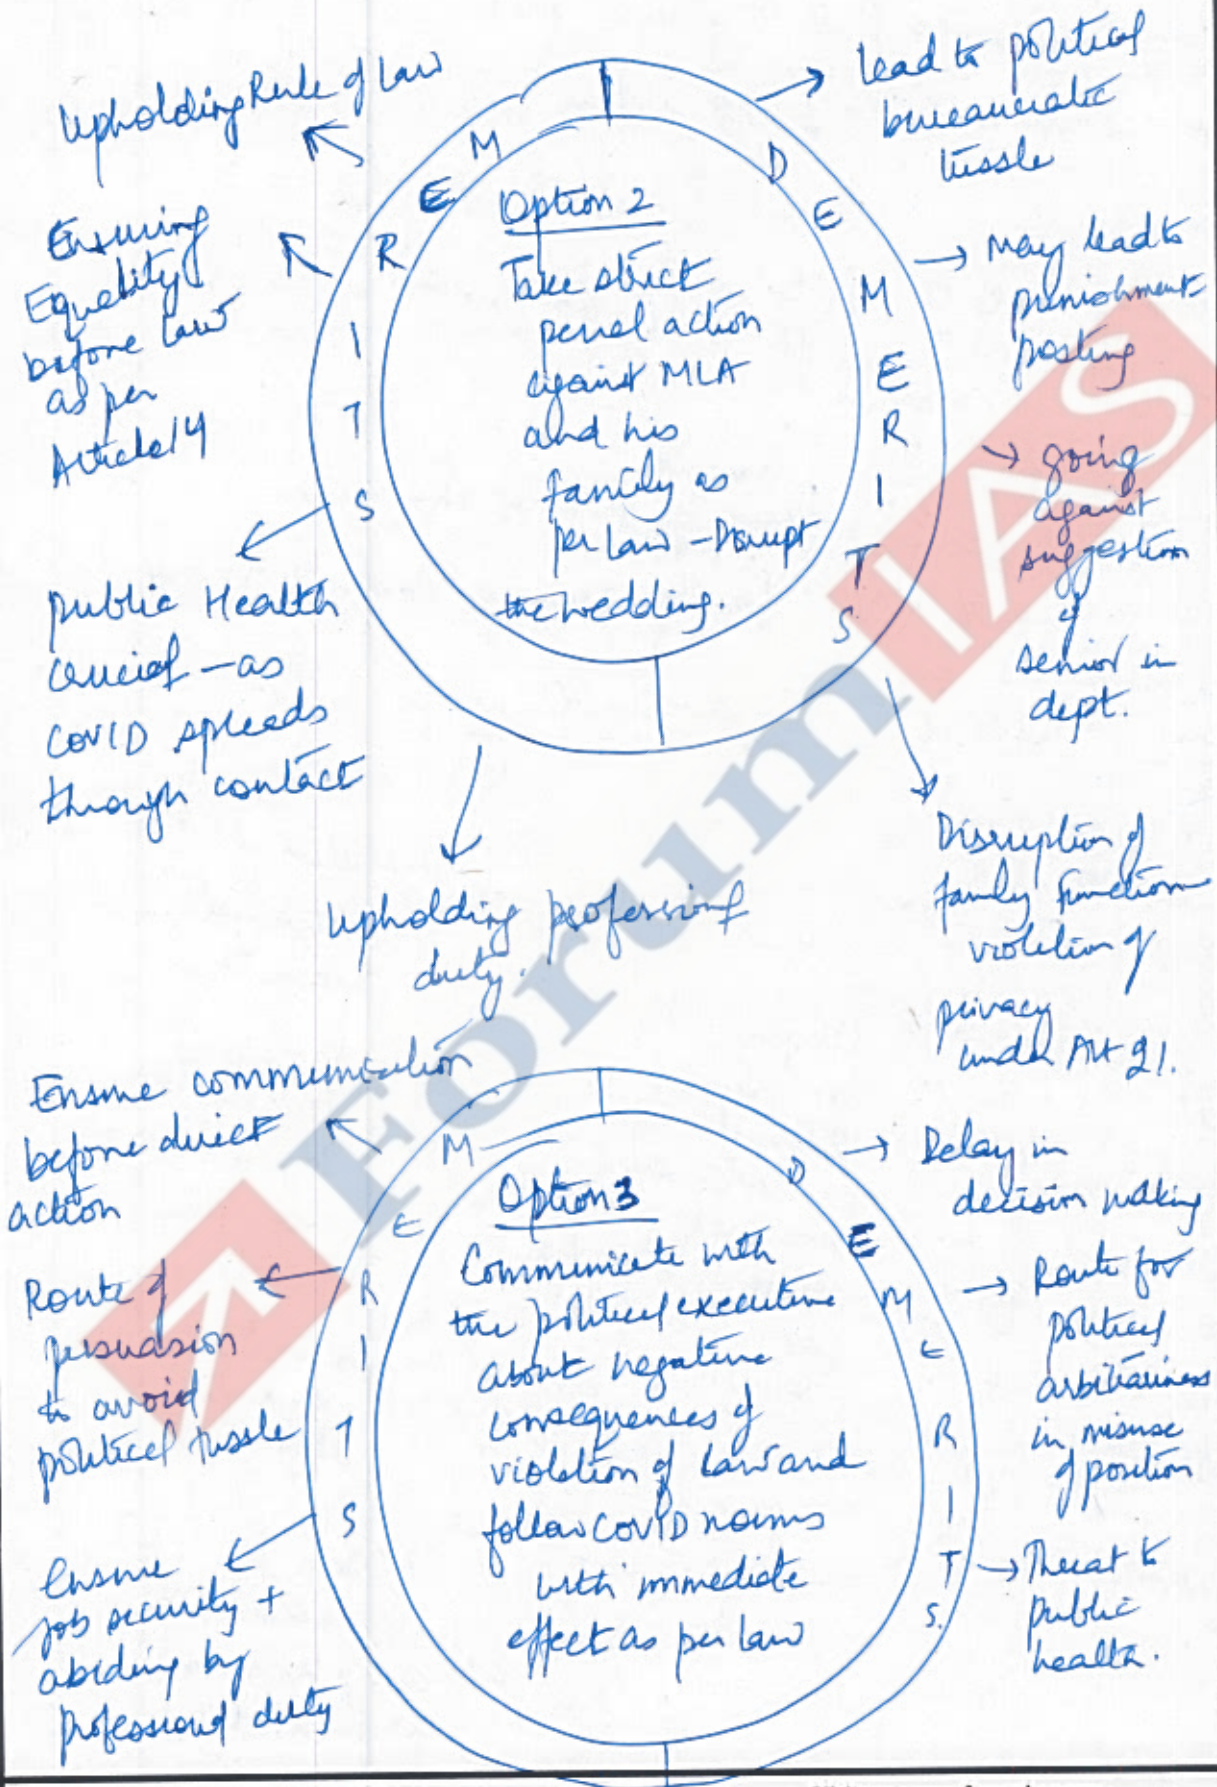 Upholding Rule of Law
Ensuring
Equality
before law
as per
Article 14
public Health
crucial - as
COVID spreads
through contact
Upholding professional
duty.
MERITS
Option 2
Take strict
penal action
against MLA
and his
family as
per law - Disrupt
the wedding.
DEMERITS
lead to political
bureaucratic
tussle
May lead to
punishment
posting
going
against
suggestion
of
senior in
dept.
Disruption of
family function
violation of
privacy
under Art 21.
Ensure communication
before direct
action
Route of
persuasion
to avoid
political tussle
Ensure
job security +
abiding by
professional duty
MERITS
Option 3
Communicate with
the political executive
about negative
consequences of
violation of law and
follow COVID norms
with immediate
effect as per law
DEMERITS
Delay in
decision making
Route for
political
arbitrariness
in misuse
of position
Threat to
public
health.
ForumIAS